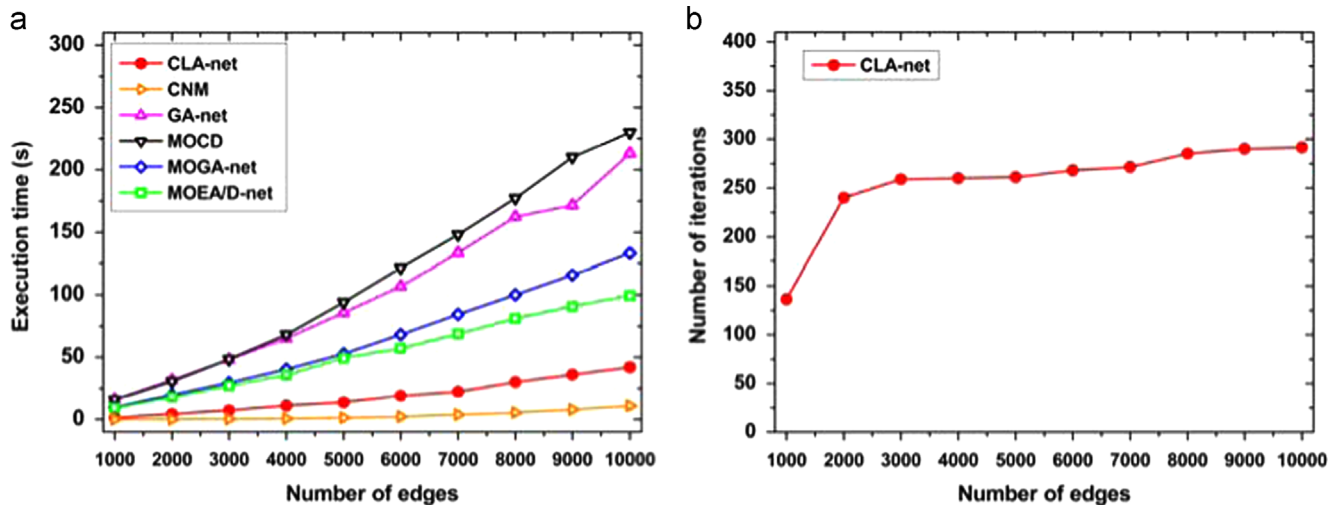 a
300
250
200
150
100
50
0
Execution time (s)
CLA-net
CNM
GA-net
MOCD
MOGA-net
MOEA/D-net
1000 2000 3000 4000 5000 6000 7000 8000 9000 10000
Number of edges
b
400
350
300
250
200
150
100
50
0
Number of iterations
CLA-net
1000 2000 3000 4000 5000 6000 7000 8000 9000 10000
Number of edges